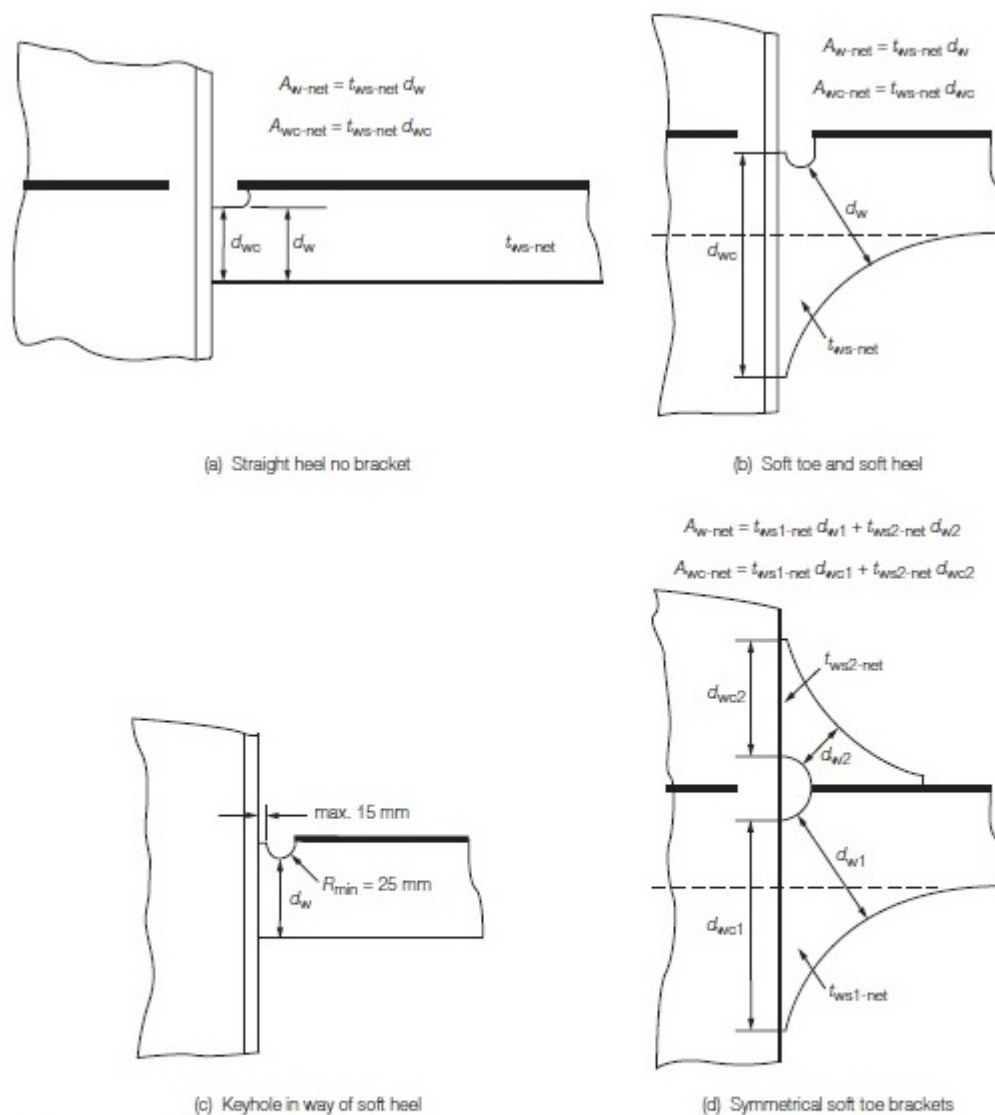 A_w-net = t_ws-net d_w
A_wc-net = t_ws-net d_wc
d_wc
d_w
t_ws-net
(a) Straight heel no bracket
A_w-net = t_ws-net d_w
A_wc-net = t_ws-net d_wc
d_w
d_wc
t_ws-net
(b) Soft toe and soft heel
max. 15 mm
R_min = 25 mm
d_w
(c) Keyhole in way of soft heel
A_w-net = t_ws1-net d_w1 + t_ws2-net d_w2
A_wc-net = t_ws1-net d_wc1 + t_ws2-net d_wc2
t_ws2-net
d_wc2
d_w2
d_w1
d_wc1
t_ws1-net
(d) Symmetrical soft toe brackets